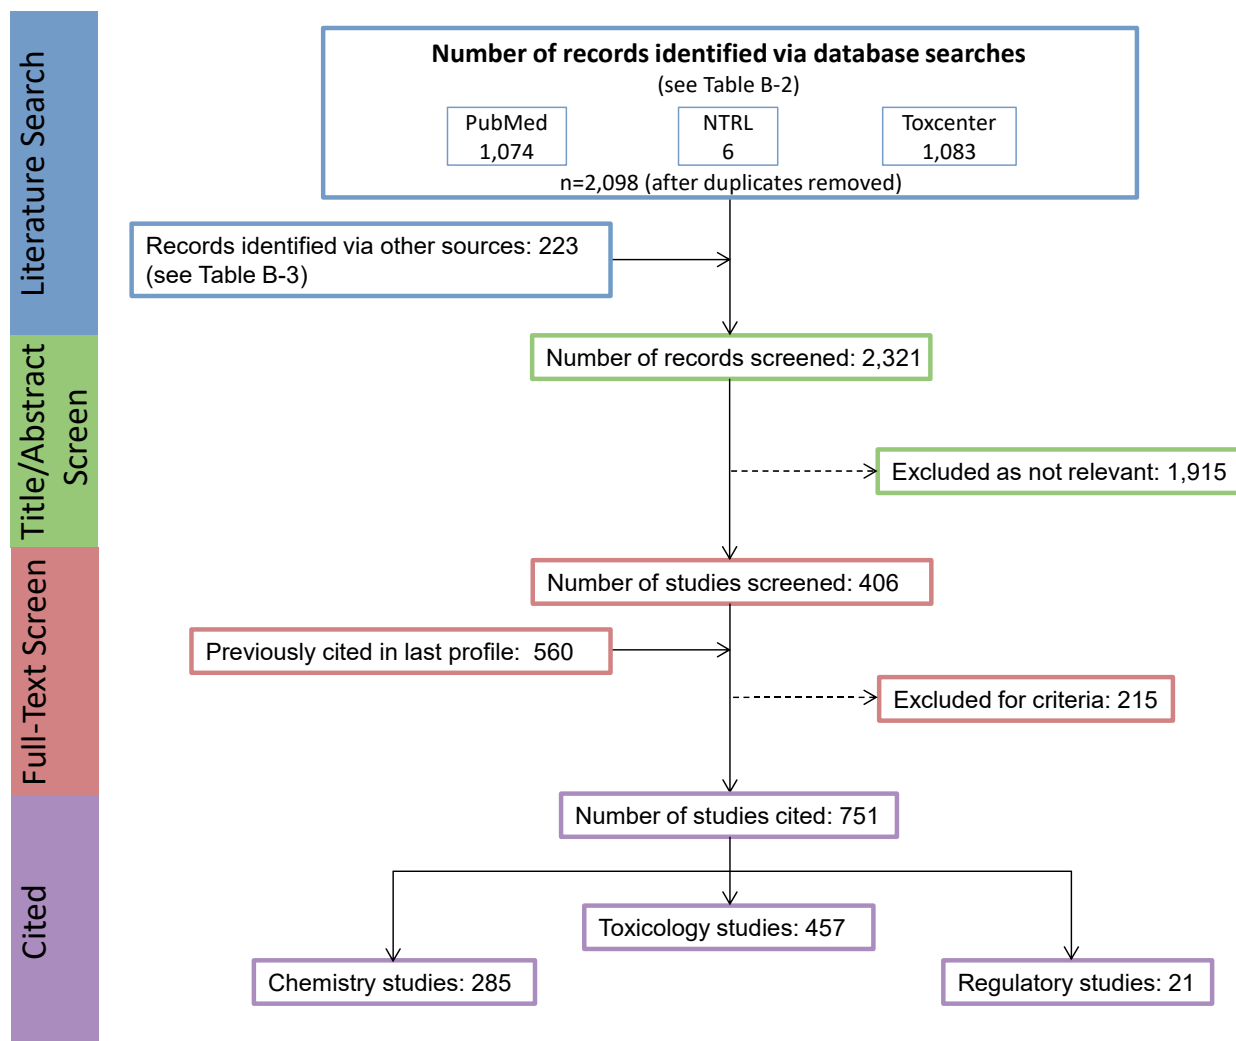 Literature Search
Number of records identified via database searches
(see Table B-2)
PubMed
1,074
NTRL
6
Toxcenter
1,083
n=2,098 (after duplicates removed)
Records identified via other sources: 223
(see Table B-3)
Title/Abstract
Screen
Number of records screened: 2,321
Excluded as not relevant: 1,915
Full-Text Screen
Number of studies screened: 406
Previously cited in last profile: 560
Excluded for criteria: 215
Cited
Number of studies cited: 751
Toxicology studies: 457
Chemistry studies: 285
Regulatory studies: 21